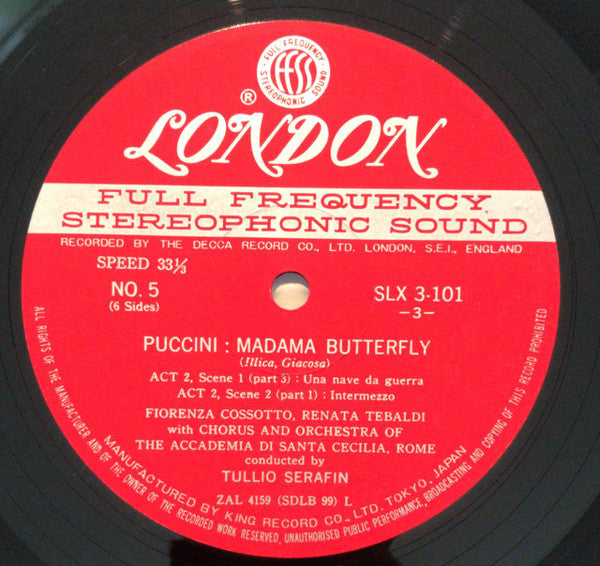 FULL FREQUENCY
ffss
STEREOPHONIC SOUND
®
LONDON
FULL FREQUENCY
STEREOPHONIC SOUND
RECORDED BY THE DECCA RECORD CO., LTD. LONDON, S.E.I., ENGLAND
SPEED 33⅓
NO. 5
(6 Sides)
SLX 3-101
—3—
PUCCINI : MADAMA BUTTERFLY
(Illica, Giacosa)
ACT 2, Scene 1 (part 3) : Una nave da guerra
ACT 2, Scene 2 (part 1) : Intermezzo
FIORENZA COSSOTTO, RENATA TEBALDI
with CHORUS AND ORCHESTRA OF
THE ACCADEMIA DI SANTA CECILIA, ROME
conducted by
TULLIO SERAFIN
ZAL 4159 (SDLB 99) L
MANUFACTURED BY KING RECORD CO., LTD. TOKYO, JAPAN
ALL RIGHTS OF THE MANUFACTURER AND OF THE OWNER OF THE RECORDED WORK RESERVED, UNAUTHORISED PUBLIC PERFORMANCE, BROADCASTING AND COPYING OF THIS RECORD PROHIBITED